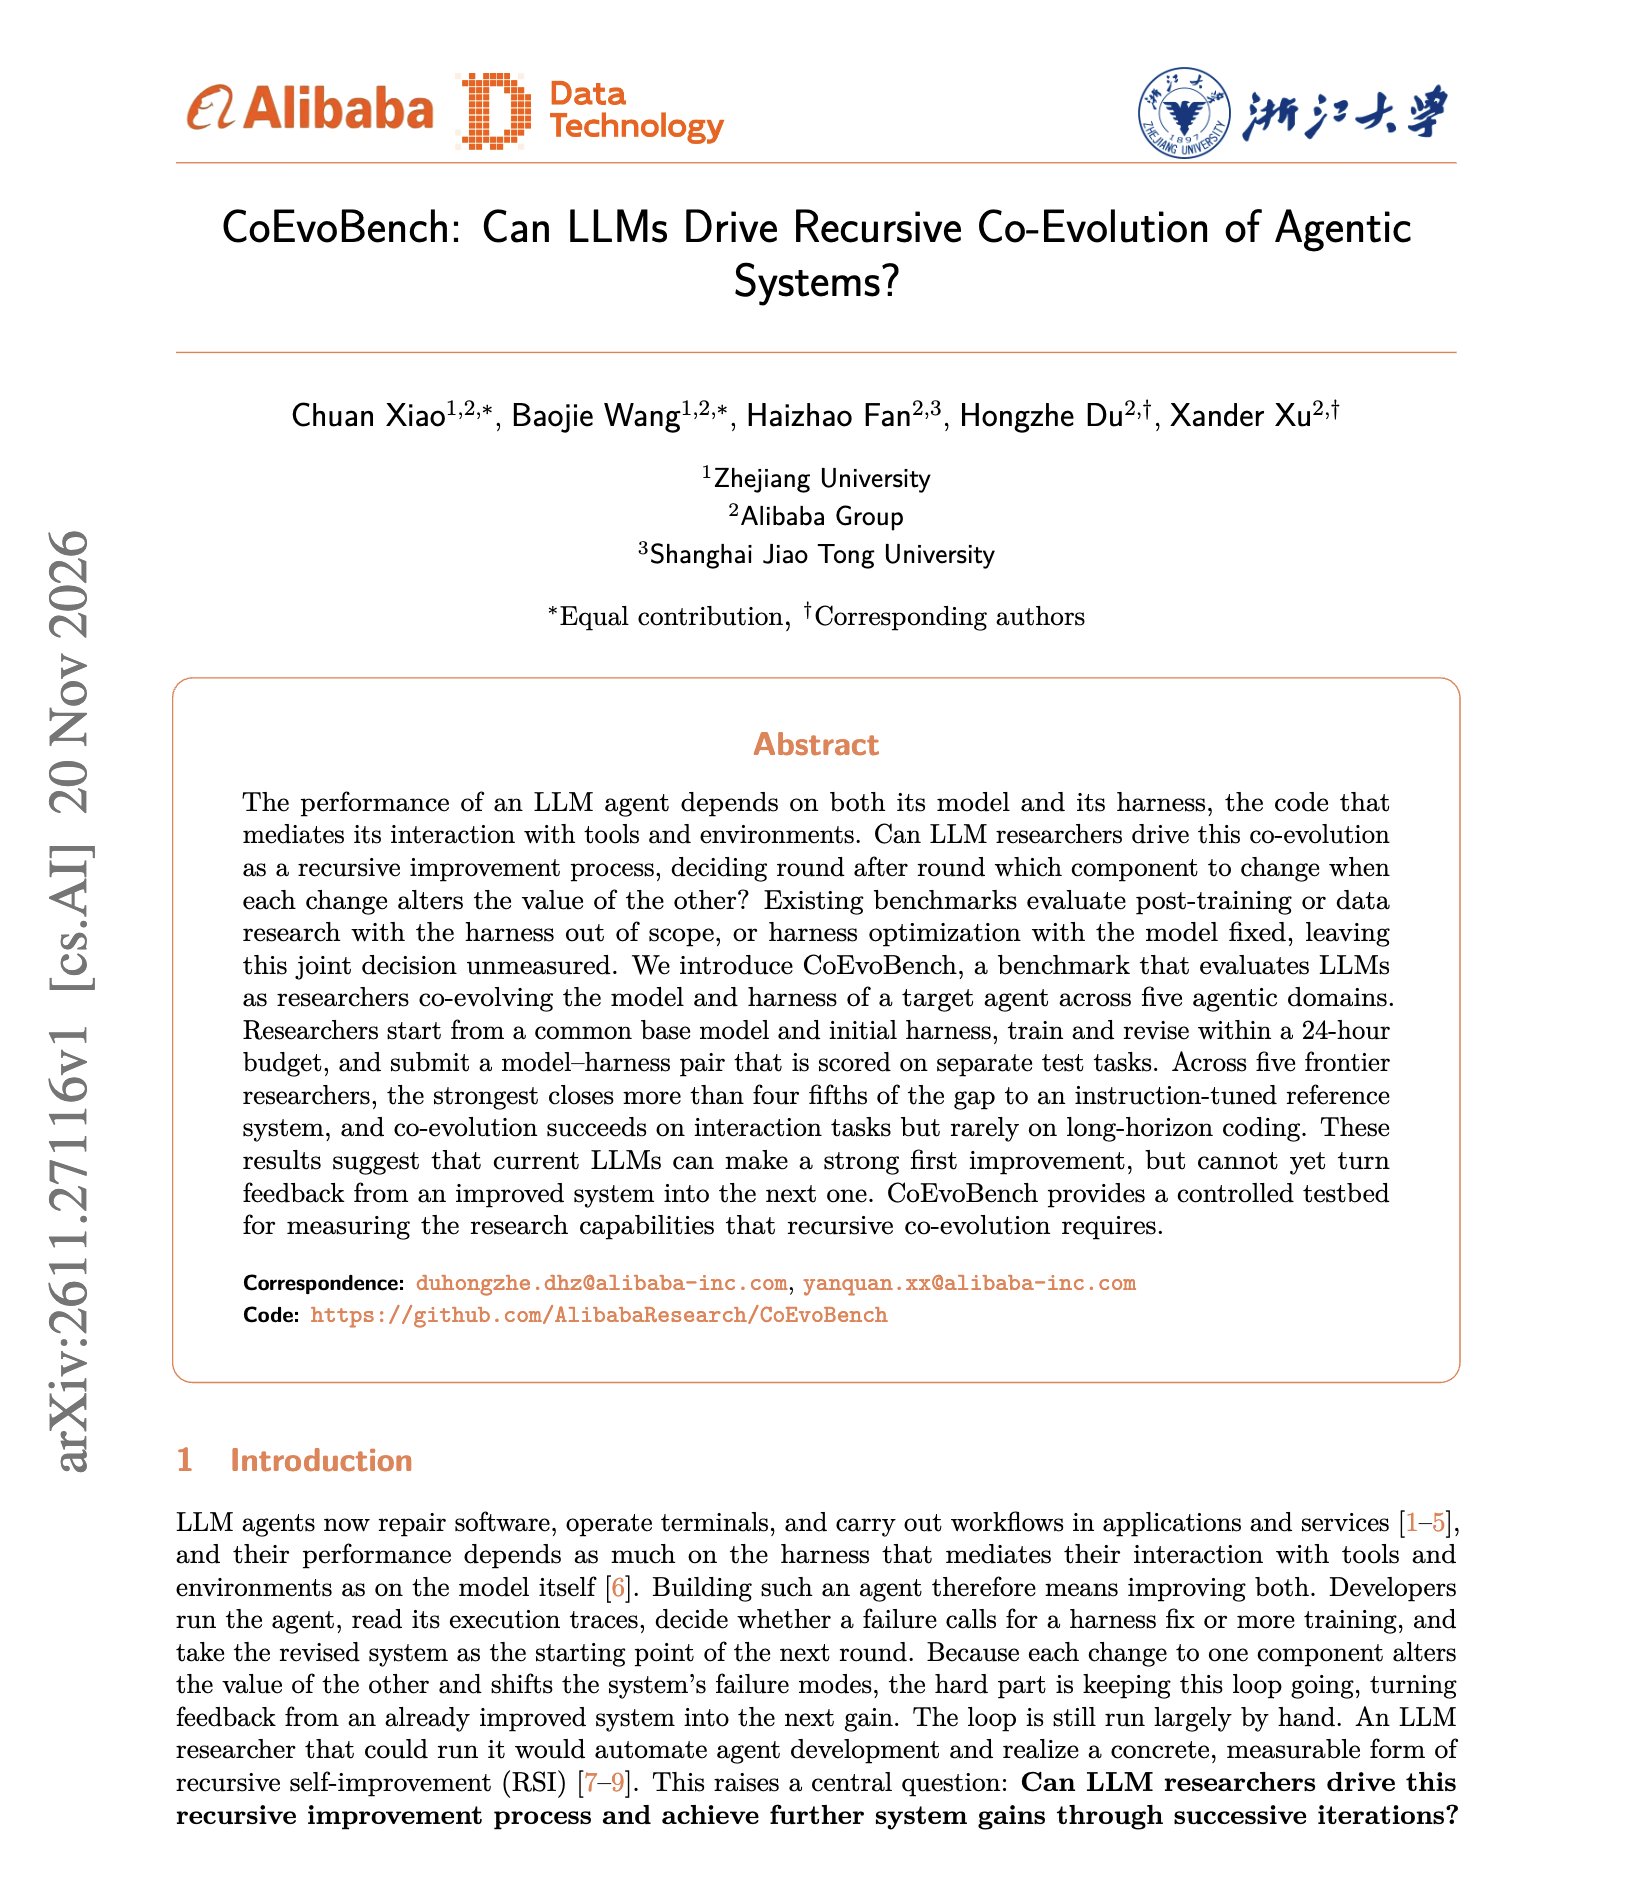 Alibaba
Data
Technology
浙江大学
ZHEJIANG UNIVERSITY
1897
浙江大学
CoEvoBench: Can LLMs Drive Recursive Co-Evolution of Agentic
Systems?
Chuan Xiao1,2,*, Baojie Wang1,2,*, Haizhao Fan2,3, Hongzhe Du2,†, Xander Xu2,†
1Zhejiang University
2Alibaba Group
3Shanghai Jiao Tong University
*Equal contribution, †Corresponding authors
arXiv:2611.27116v1 [cs.AI] 20 Nov 2026
Abstract
The performance of an LLM agent depends on both its model and its harness, the code that
mediates its interaction with tools and environments. Can LLM researchers drive this co-evolution
as a recursive improvement process, deciding round after round which component to change when
each change alters the value of the other? Existing benchmarks evaluate post-training or data
research with the harness out of scope, or harness optimization with the model fixed, leaving
this joint decision unmeasured. We introduce CoEvoBench, a benchmark that evaluates LLMs
as researchers co-evolving the model and harness of a target agent across five agentic domains.
Researchers start from a common base model and initial harness, train and revise within a 24-hour
budget, and submit a model–harness pair that is scored on separate test tasks. Across five frontier
researchers, the strongest closes more than four fifths of the gap to an instruction-tuned reference
system, and co-evolution succeeds on interaction tasks but rarely on long-horizon coding. These
results suggest that current LLMs can make a strong first improvement, but cannot yet turn
feedback from an improved system into the next one. CoEvoBench provides a controlled testbed
for measuring the research capabilities that recursive co-evolution requires.
Correspondence: duhongzhe.dhz@alibaba-inc.com, yanquan.xx@alibaba-inc.com
Code: https://github.com/AlibabaResearch/CoEvoBench
1 Introduction
LLM agents now repair software, operate terminals, and carry out workflows in applications and services [1–5],
and their performance depends as much on the harness that mediates their interaction with tools and
environments as on the model itself [6]. Building such an agent therefore means improving both. Developers
run the agent, read its execution traces, decide whether a failure calls for a harness fix or more training, and
take the revised system as the starting point of the next round. Because each change to one component alters
the value of the other and shifts the system's failure modes, the hard part is keeping this loop going, turning
feedback from an already improved system into the next gain. The loop is still run largely by hand. An LLM
researcher that could run it would automate agent development and realize a concrete, measurable form of
recursive self-improvement (RSI) [7–9]. This raises a central question: Can LLM researchers drive this
recursive improvement process and achieve further system gains through successive iterations?